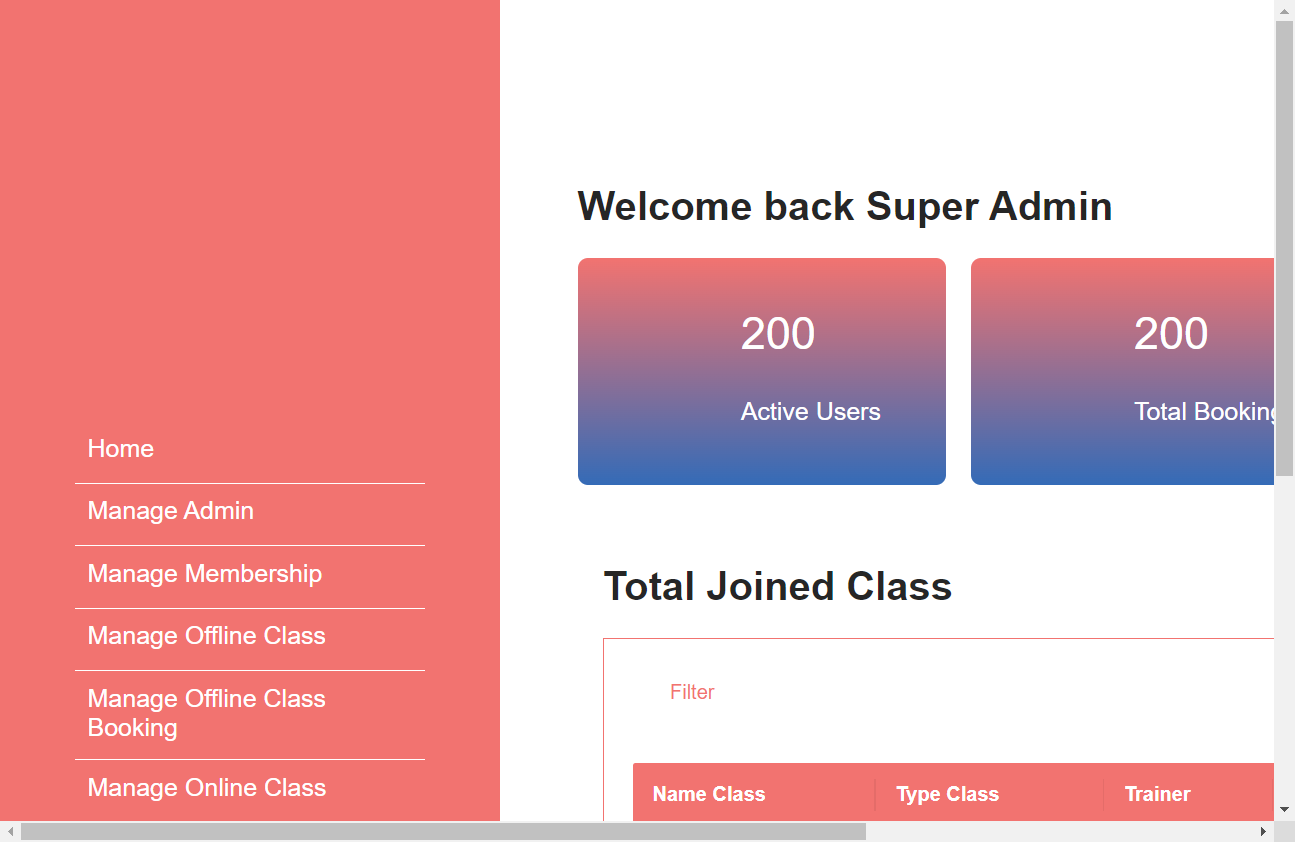 Home
Manage Admin
Manage Membership
Manage Offline Class
Manage Offline Class
Booking
Manage Online Class
Welcome back Super Admin
200
Active Users
200
Total Booking
Total Joined Class
Filter
Name Class
Type Class
Trainer